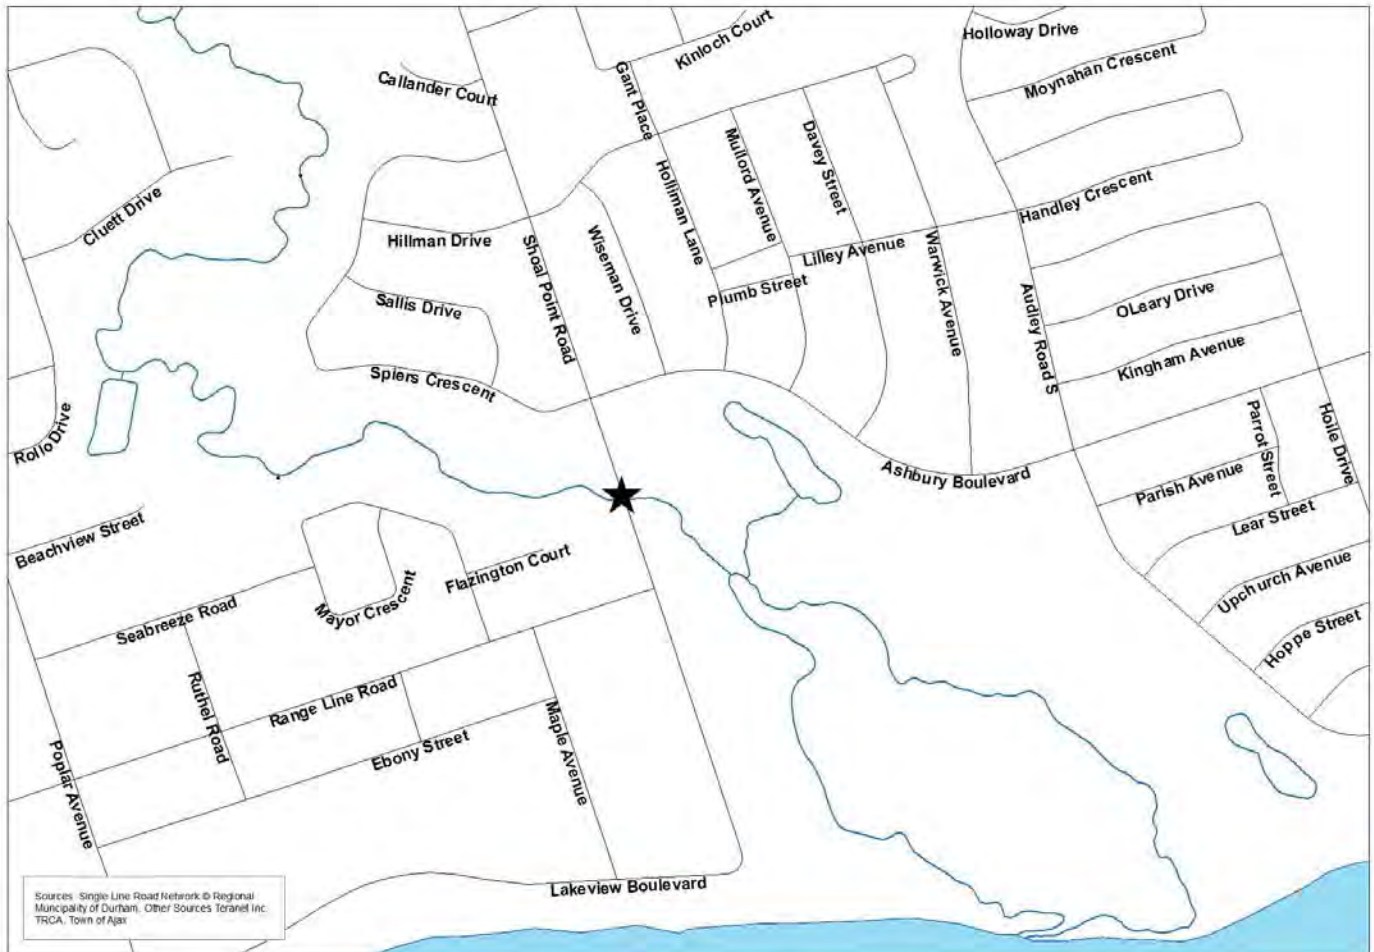 Holloway Drive
Kinloch Court
Moynahan Crescent
Callander Court
Gant Place
Mullord Avenue
Davey Street
Holliman Lane
Handley Crescent
Cluett Drive
Hillman Drive
Shoal Point Road
Wiseman Drive
Lilley Avenue
Warwick Avenue
Plumb Street
Sallis Drive
Audley Road S
OLeary Drive
Kingham Avenue
Spiers Crescent
Rollo Drive
Parrot Street
Hoile Drive
Ashbury Boulevard
Parish Avenue
Lear Street
Beachview Street
Flazington Court
Upchurch Avenue
Mayor Crescent
Seabreeze Road
Hoppe Street
Ruthel Road
Range Line Road
Maple Avenue
Ebony Street
Poplar Avenue
Lakeview Boulevard
Sources: Single Line Road Network © Regional
Muncipality of Durham, Other Sources Teranet Inc.
TRCA, Town of Ajax